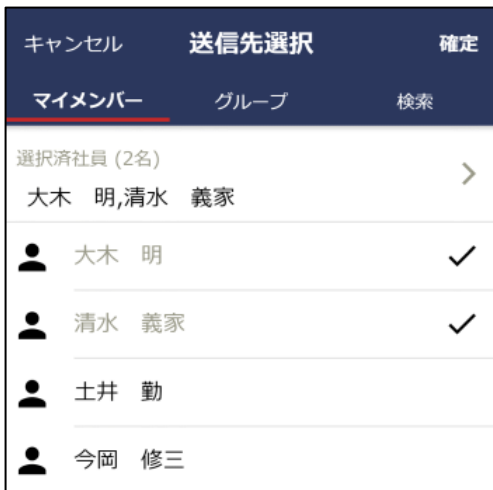 キャンセル 送信先選択 確定
マイメンバー グループ 検索
選択済社員 (2名)
大木　明,清水　義家
大木　明
清水　義家
土井　勤
今岡　修三